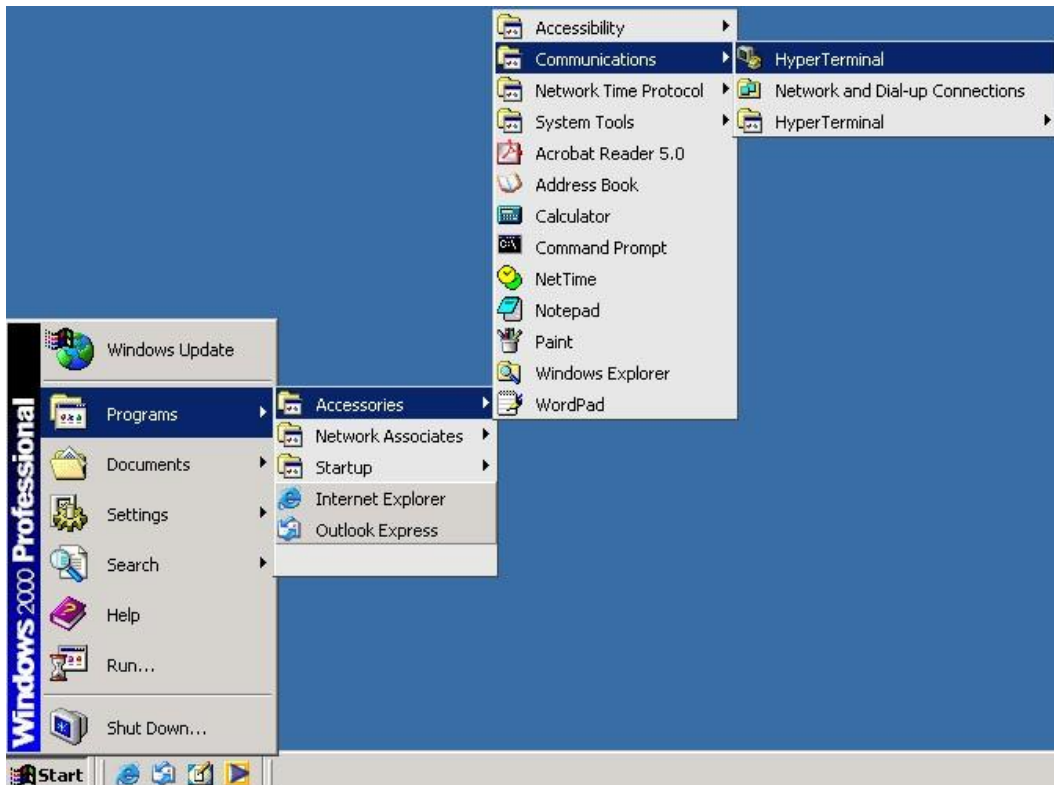 Accessibility
Communications
Network Time Protocol
System Tools
Acrobat Reader 5.0
Address Book
Calculator
Command Prompt
NetTime
Notepad
Paint
Windows Explorer
WordPad
HyperTerminal
Network and Dial-up Connections
HyperTerminal
Accessories
Network Associates
Startup
Internet Explorer
Outlook Express
Windows Update
Programs
Documents
Settings
Search
Help
Run...
Shut Down...
Windows 2000 Professional
Start